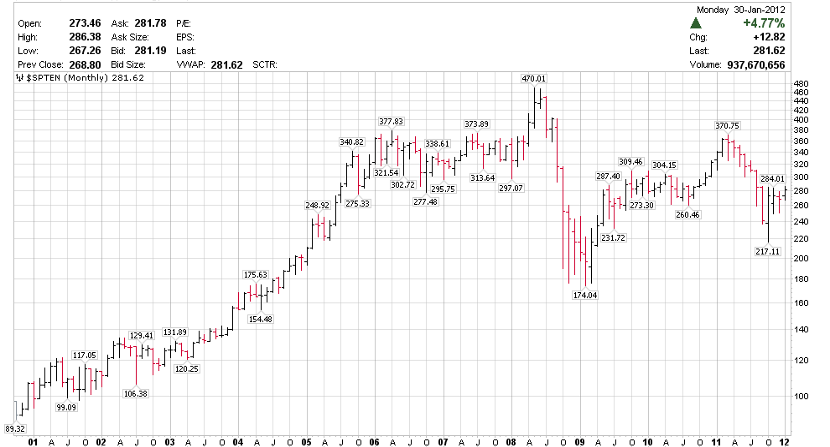 Monday 30-Jan-2012
Open: 273.46 Ask: 281.78 P/E: +4.77%
High: 286.38 Ask Size: EPS: Chg: +12.82
Low: 267.26 Bid: 281.19 Last: Last: 281.62
Prev Close: 268.80 Bid Size: VWAP: 281.62 SCTR: Volume: 937,670,656
$SPTEN (Monthly) 281.62
480
470.01
460
440
420
400
377.83 373.89 370.75 380
360
340.82 338.61 340
321.54 309.46 304.15 320
302.72 313.64 287.40 284.01 300
275.33 277.48 295.75 297.07 273.30 280
248.92 260.46 260
231.72 240
217.11 220
200
175.63 174.04 180
154.48 160
129.41 131.89 140
117.05 120.25 120
99.09 106.38 100
89.32
01 A J O 02 A J O 03 A J O 04 A J O 05 A J O 06 A J O 07 A J O 08 A J O 09 A J O 10 A J O 11 A J O 12